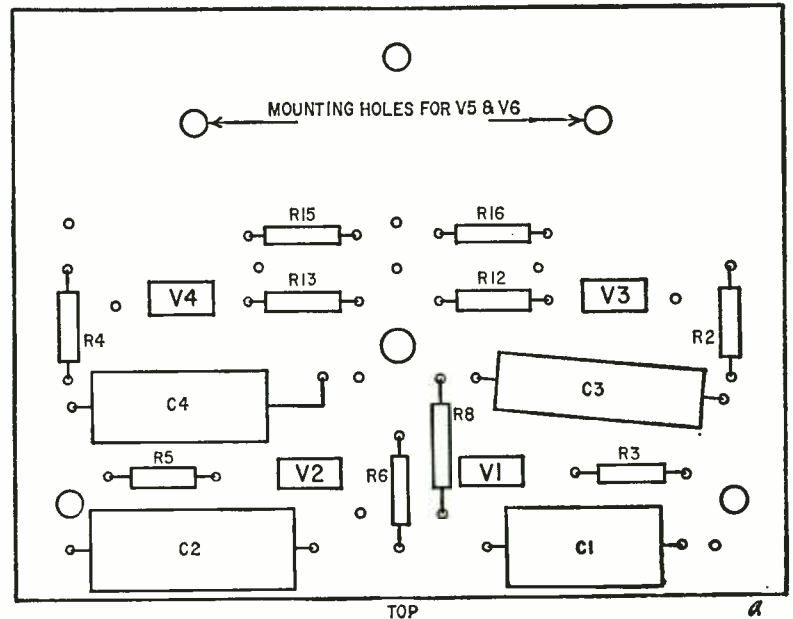 MOUNTING HOLES FOR V5 & V6
R15
R16
V4
R13
R12
V3
R4
R2
C4
C3
R8
R5
V2
R6
V1
R3
C2
C1
TOP
a